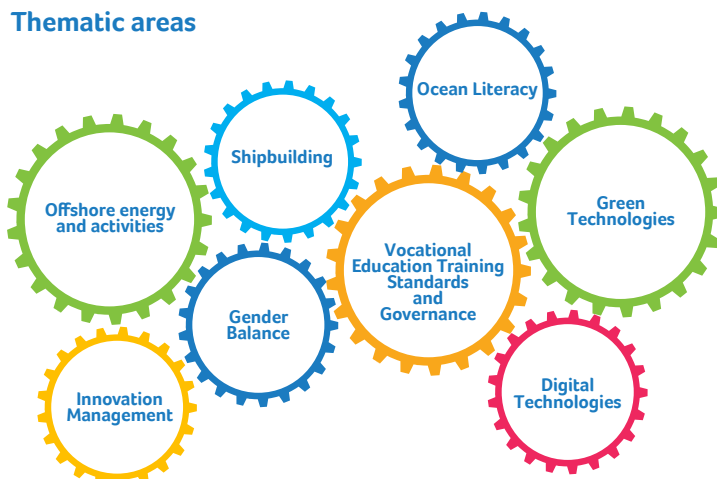 Thematic areas
Ocean Literacy
Shipbuilding
Offshore energy
and activities
Green
Technologies
Vocational
Education Training
Standards
and
Governance
Gender
Balance
Innovation
Management
Digital
Technologies